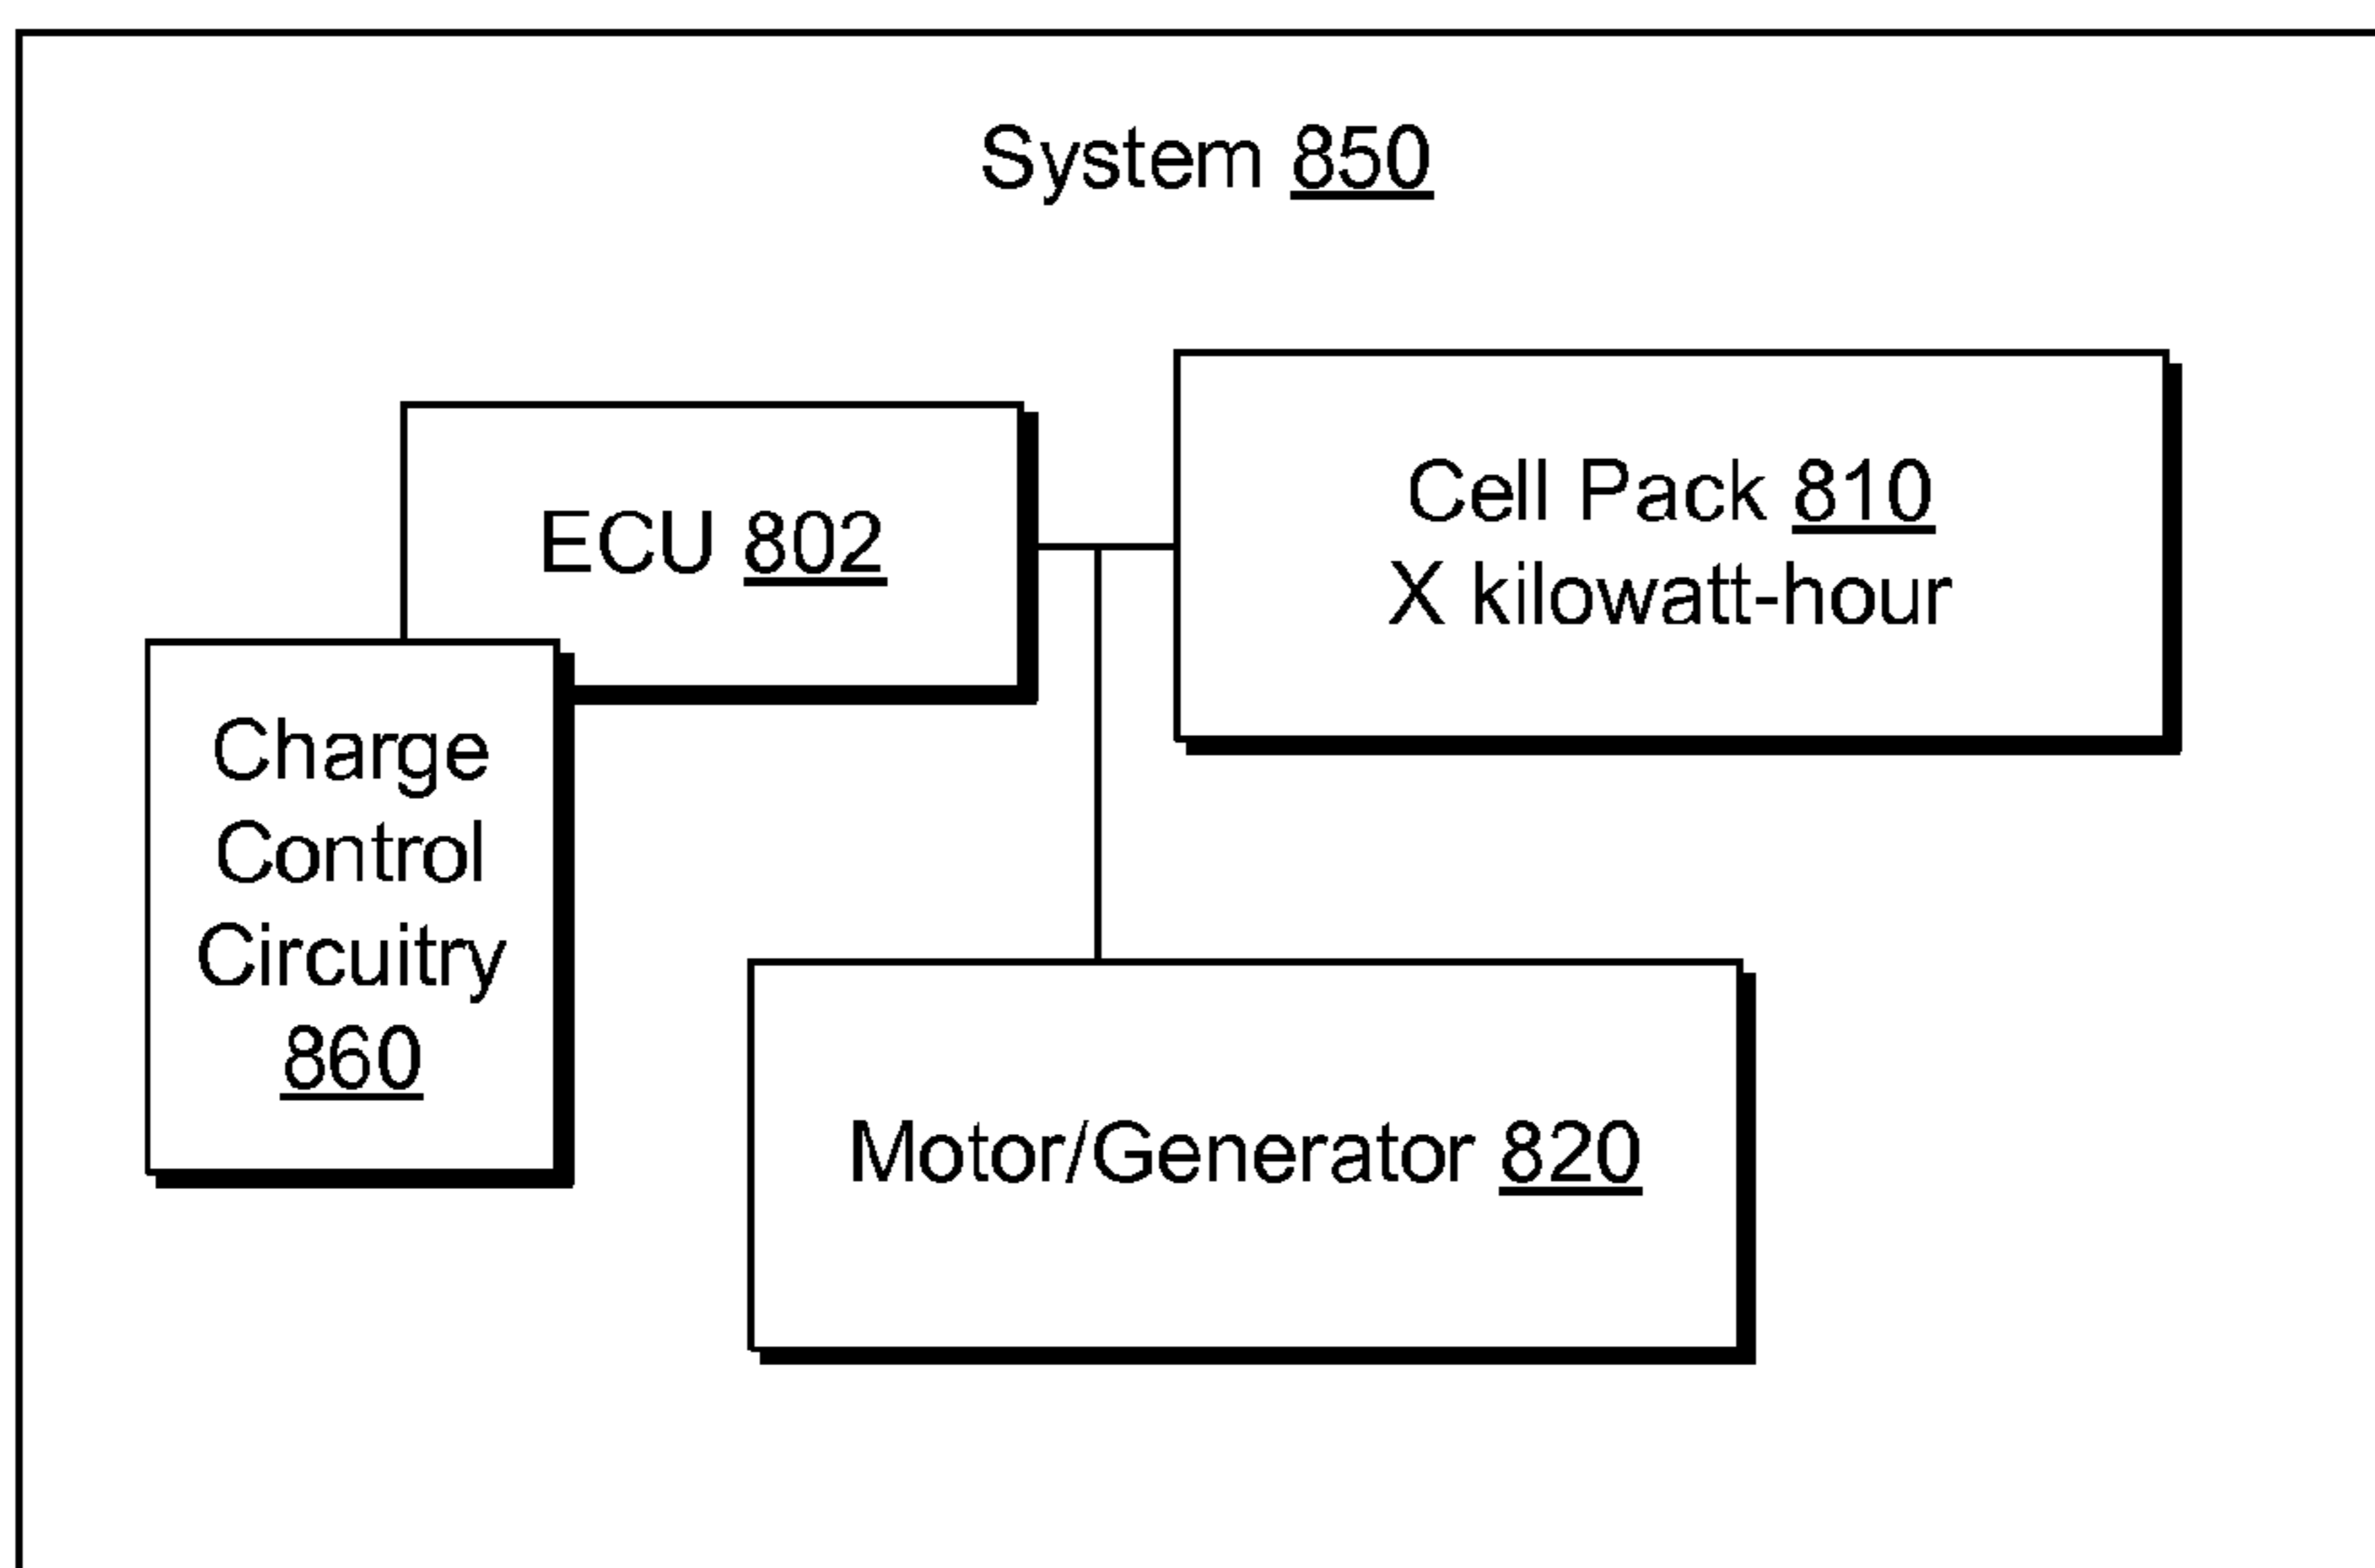 System 850
ECU 802
Cell Pack 810
X kilowatt-hour
Charge
Control
Circuitry
860
Motor/Generator 820